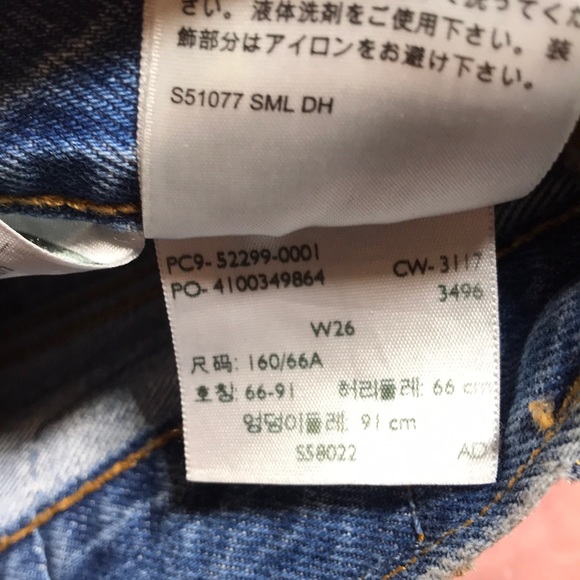 さい。液体洗剤をご使用下さい。装
飾部分はアイロンをお避け下さい。
S51077 SML DH
PC9- 52299-0001
PO- 4100349864
CW- 3117
3496
W26
尺码: 160/66A
호칭: 66-91 허리둘레: 66 cm
엉덩이둘레: 91 cm
S58022 AD